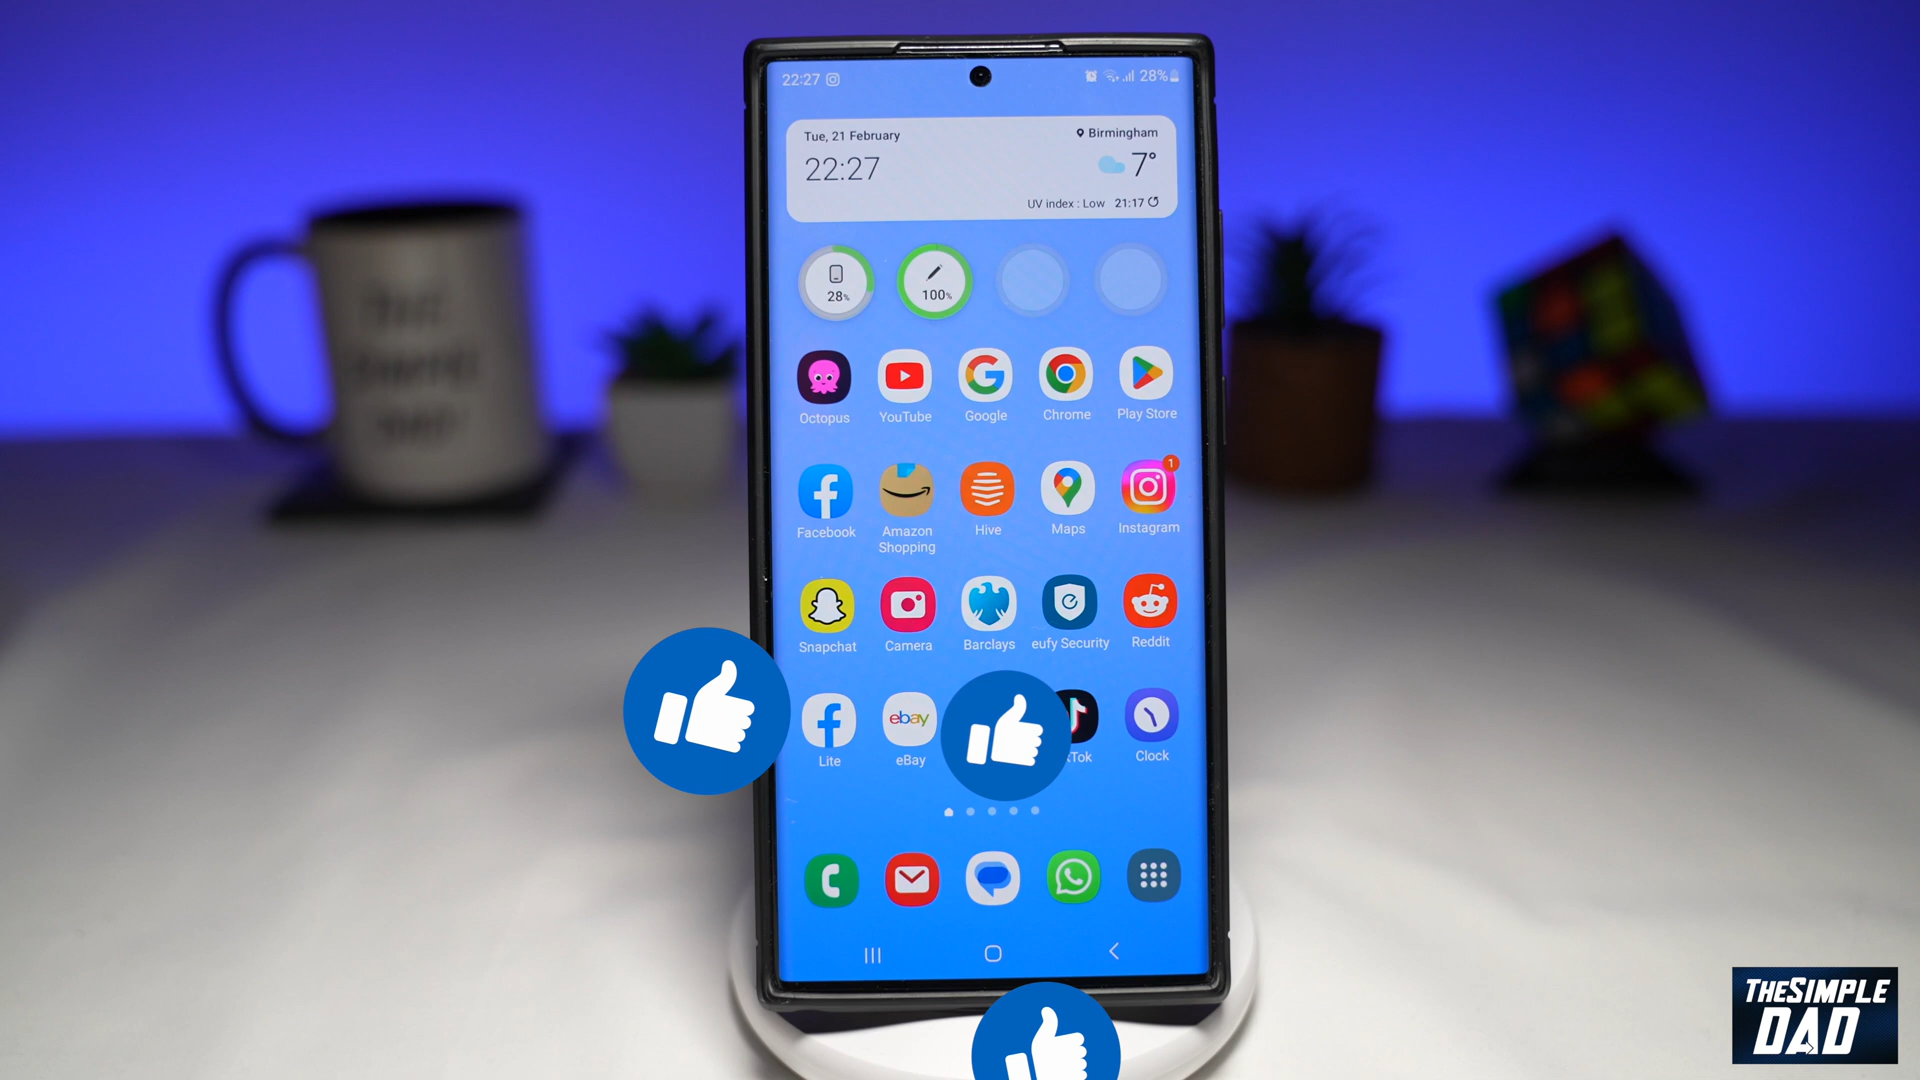 22:27
28%
Tue, 21 February
Birmingham
22:27
7°
UV index : Low 21:17
28%
100%
Octopus
YouTube
Google
Chrome
Play Store
1
Facebook
Amazon
Shopping
Hive
Maps
Instagram
Snapchat
Camera
Barclays
eufy Security
Reddit
ebay
Lite
eBay
kTok
Clock
THESIMPLE
DAD